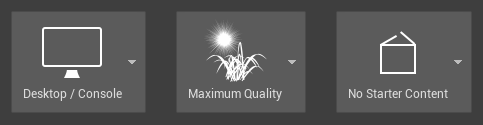 Desktop / Console
Maximum Quality
No Starter Content